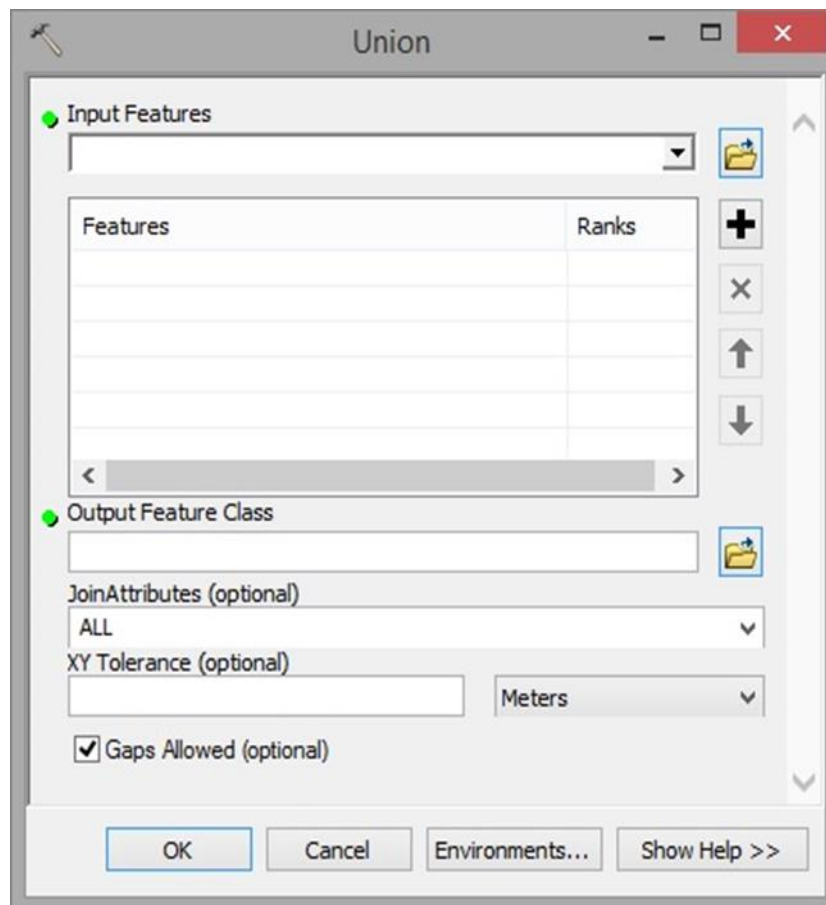 Union
Input Features
Features Ranks
Output Feature Class
JoinAttributes (optional)
ALL
XY Tolerance (optional)
Meters
Gaps Allowed (optional)
OK Cancel Environments... Show Help >>